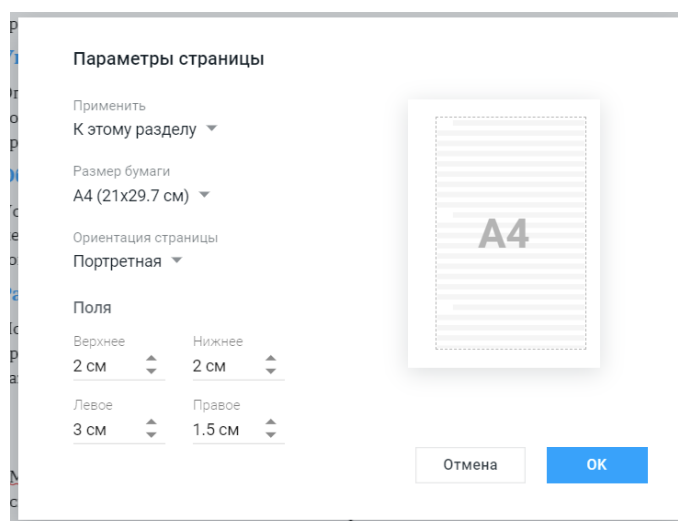 Параметры страницы
Применить
К этому разделу
Размер бумаги
A4 (21x29.7 см)
Ориентация страницы
Портретная
Поля
Верхнее Нижнее
2 см 2 см
Левое Правое
3 см 1.5 см
A4
Отмена OK